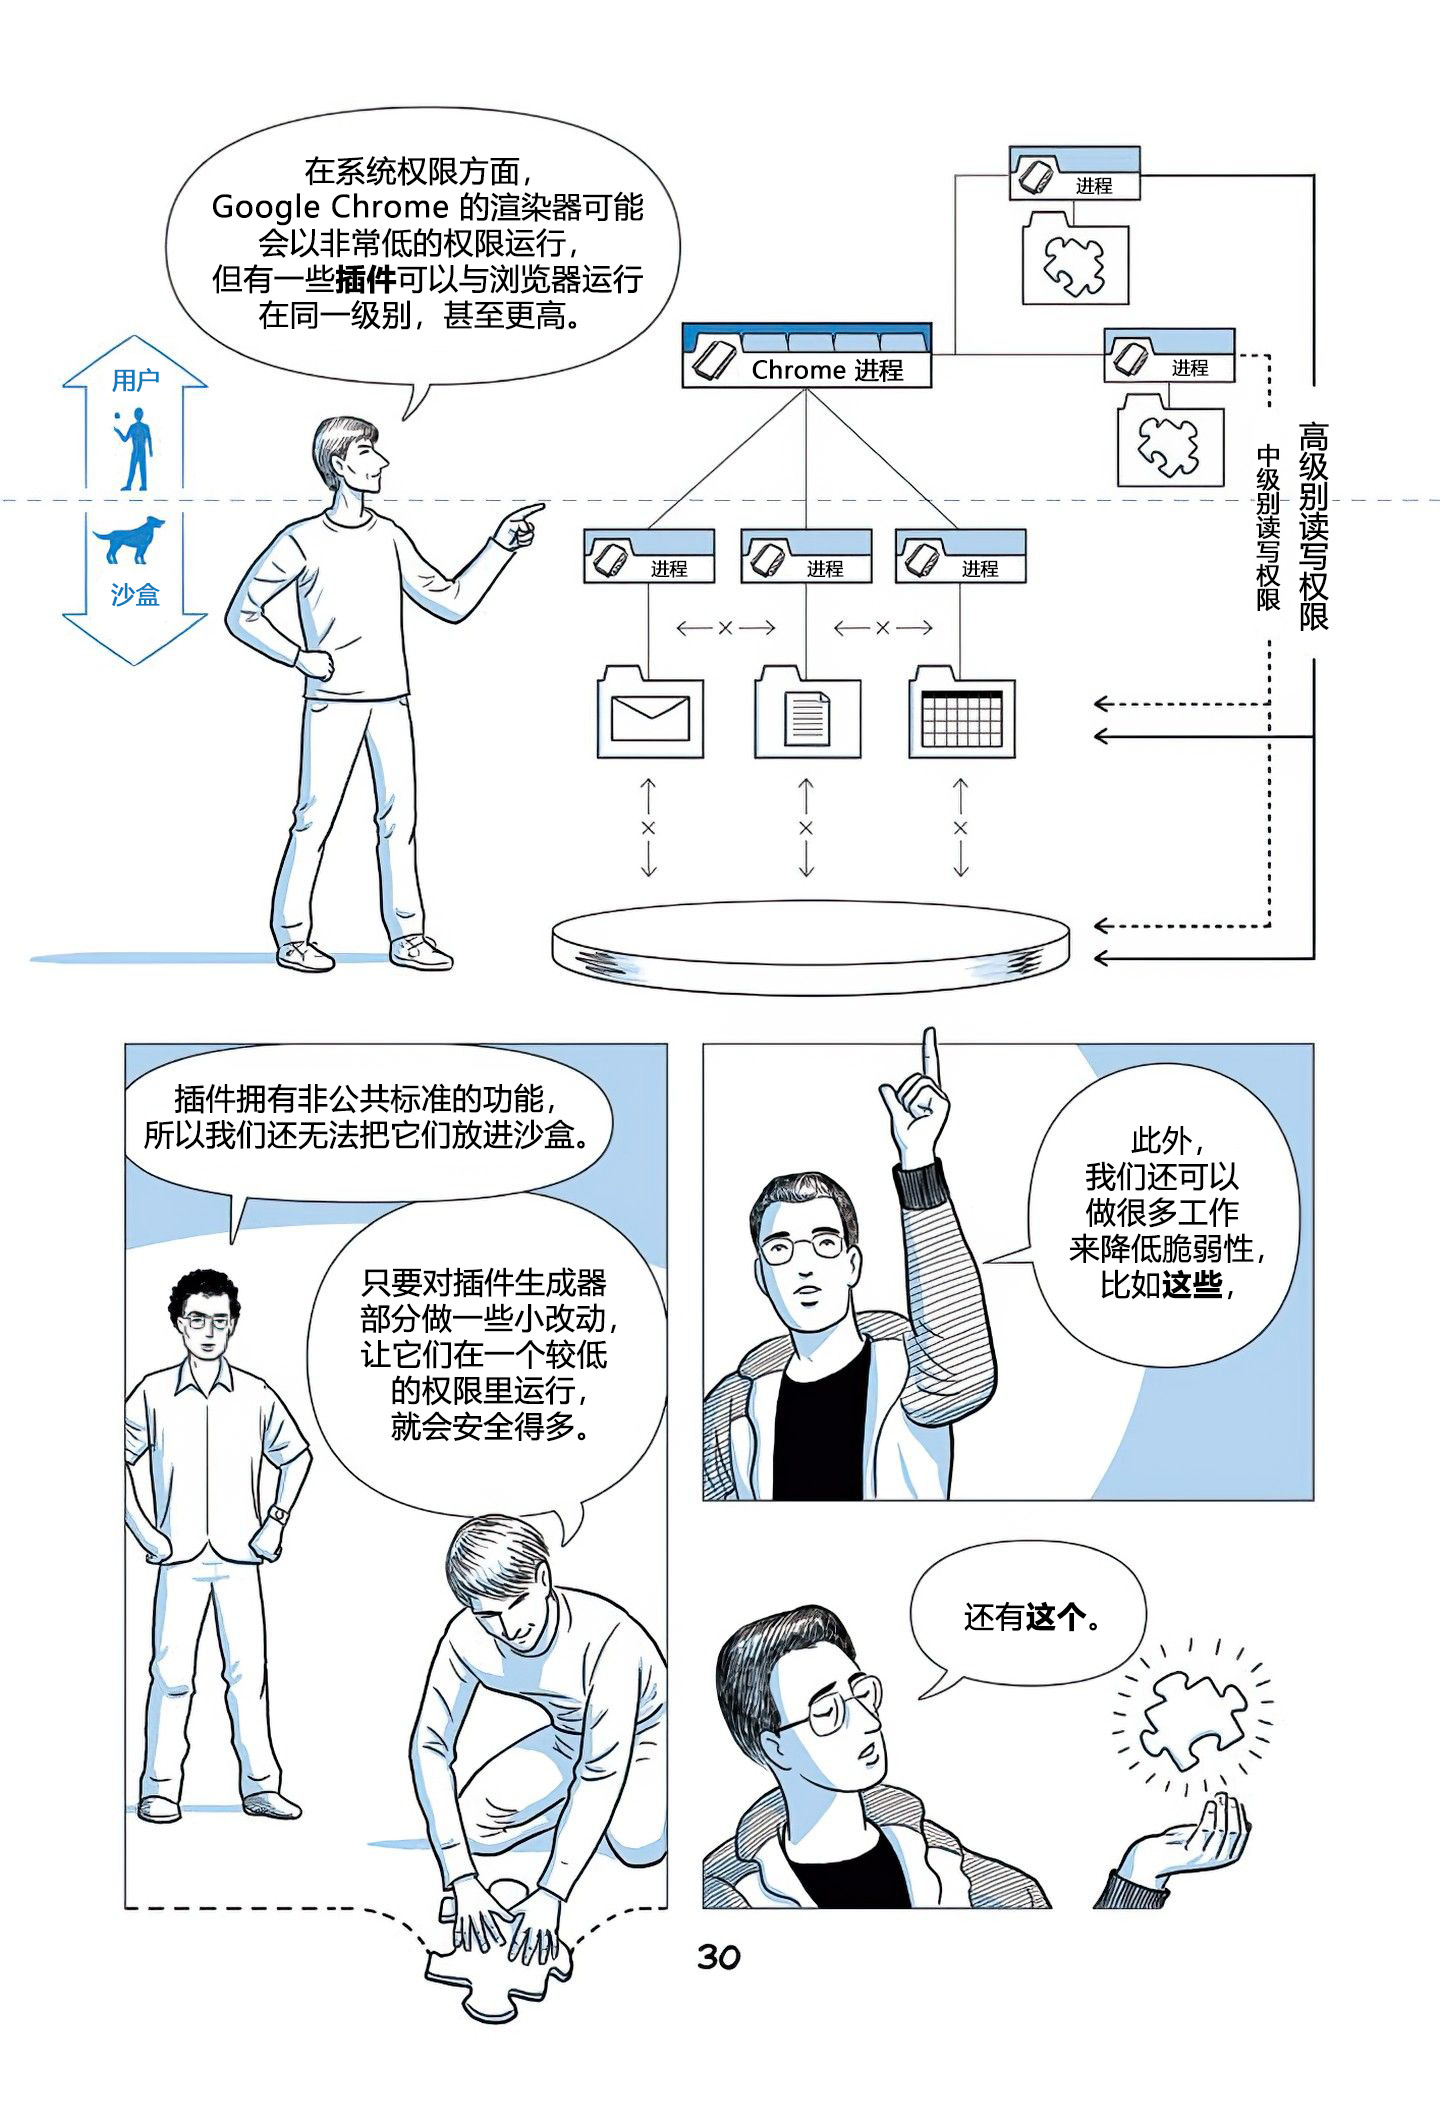 在系统权限方面，
Google Chrome 的渲染器可能
会以非常低的权限运行，
但有一些插件可以与浏览器运行
在同一级别，甚至更高。
进程
进程
Chrome 进程
用户
沙盒
高级别读写权限
中级别读写权限
进程
进程
进程
插件拥有非公共标准的功能，
所以我们还无法把它们放进沙盒。
只要对插件生成器
部分做一些小改动，
让它们在一个较低
的权限里运行，
就会安全得多。
此外，
我们还可以
做很多工作
来降低脆弱性，
比如这些，
还有这个。
30